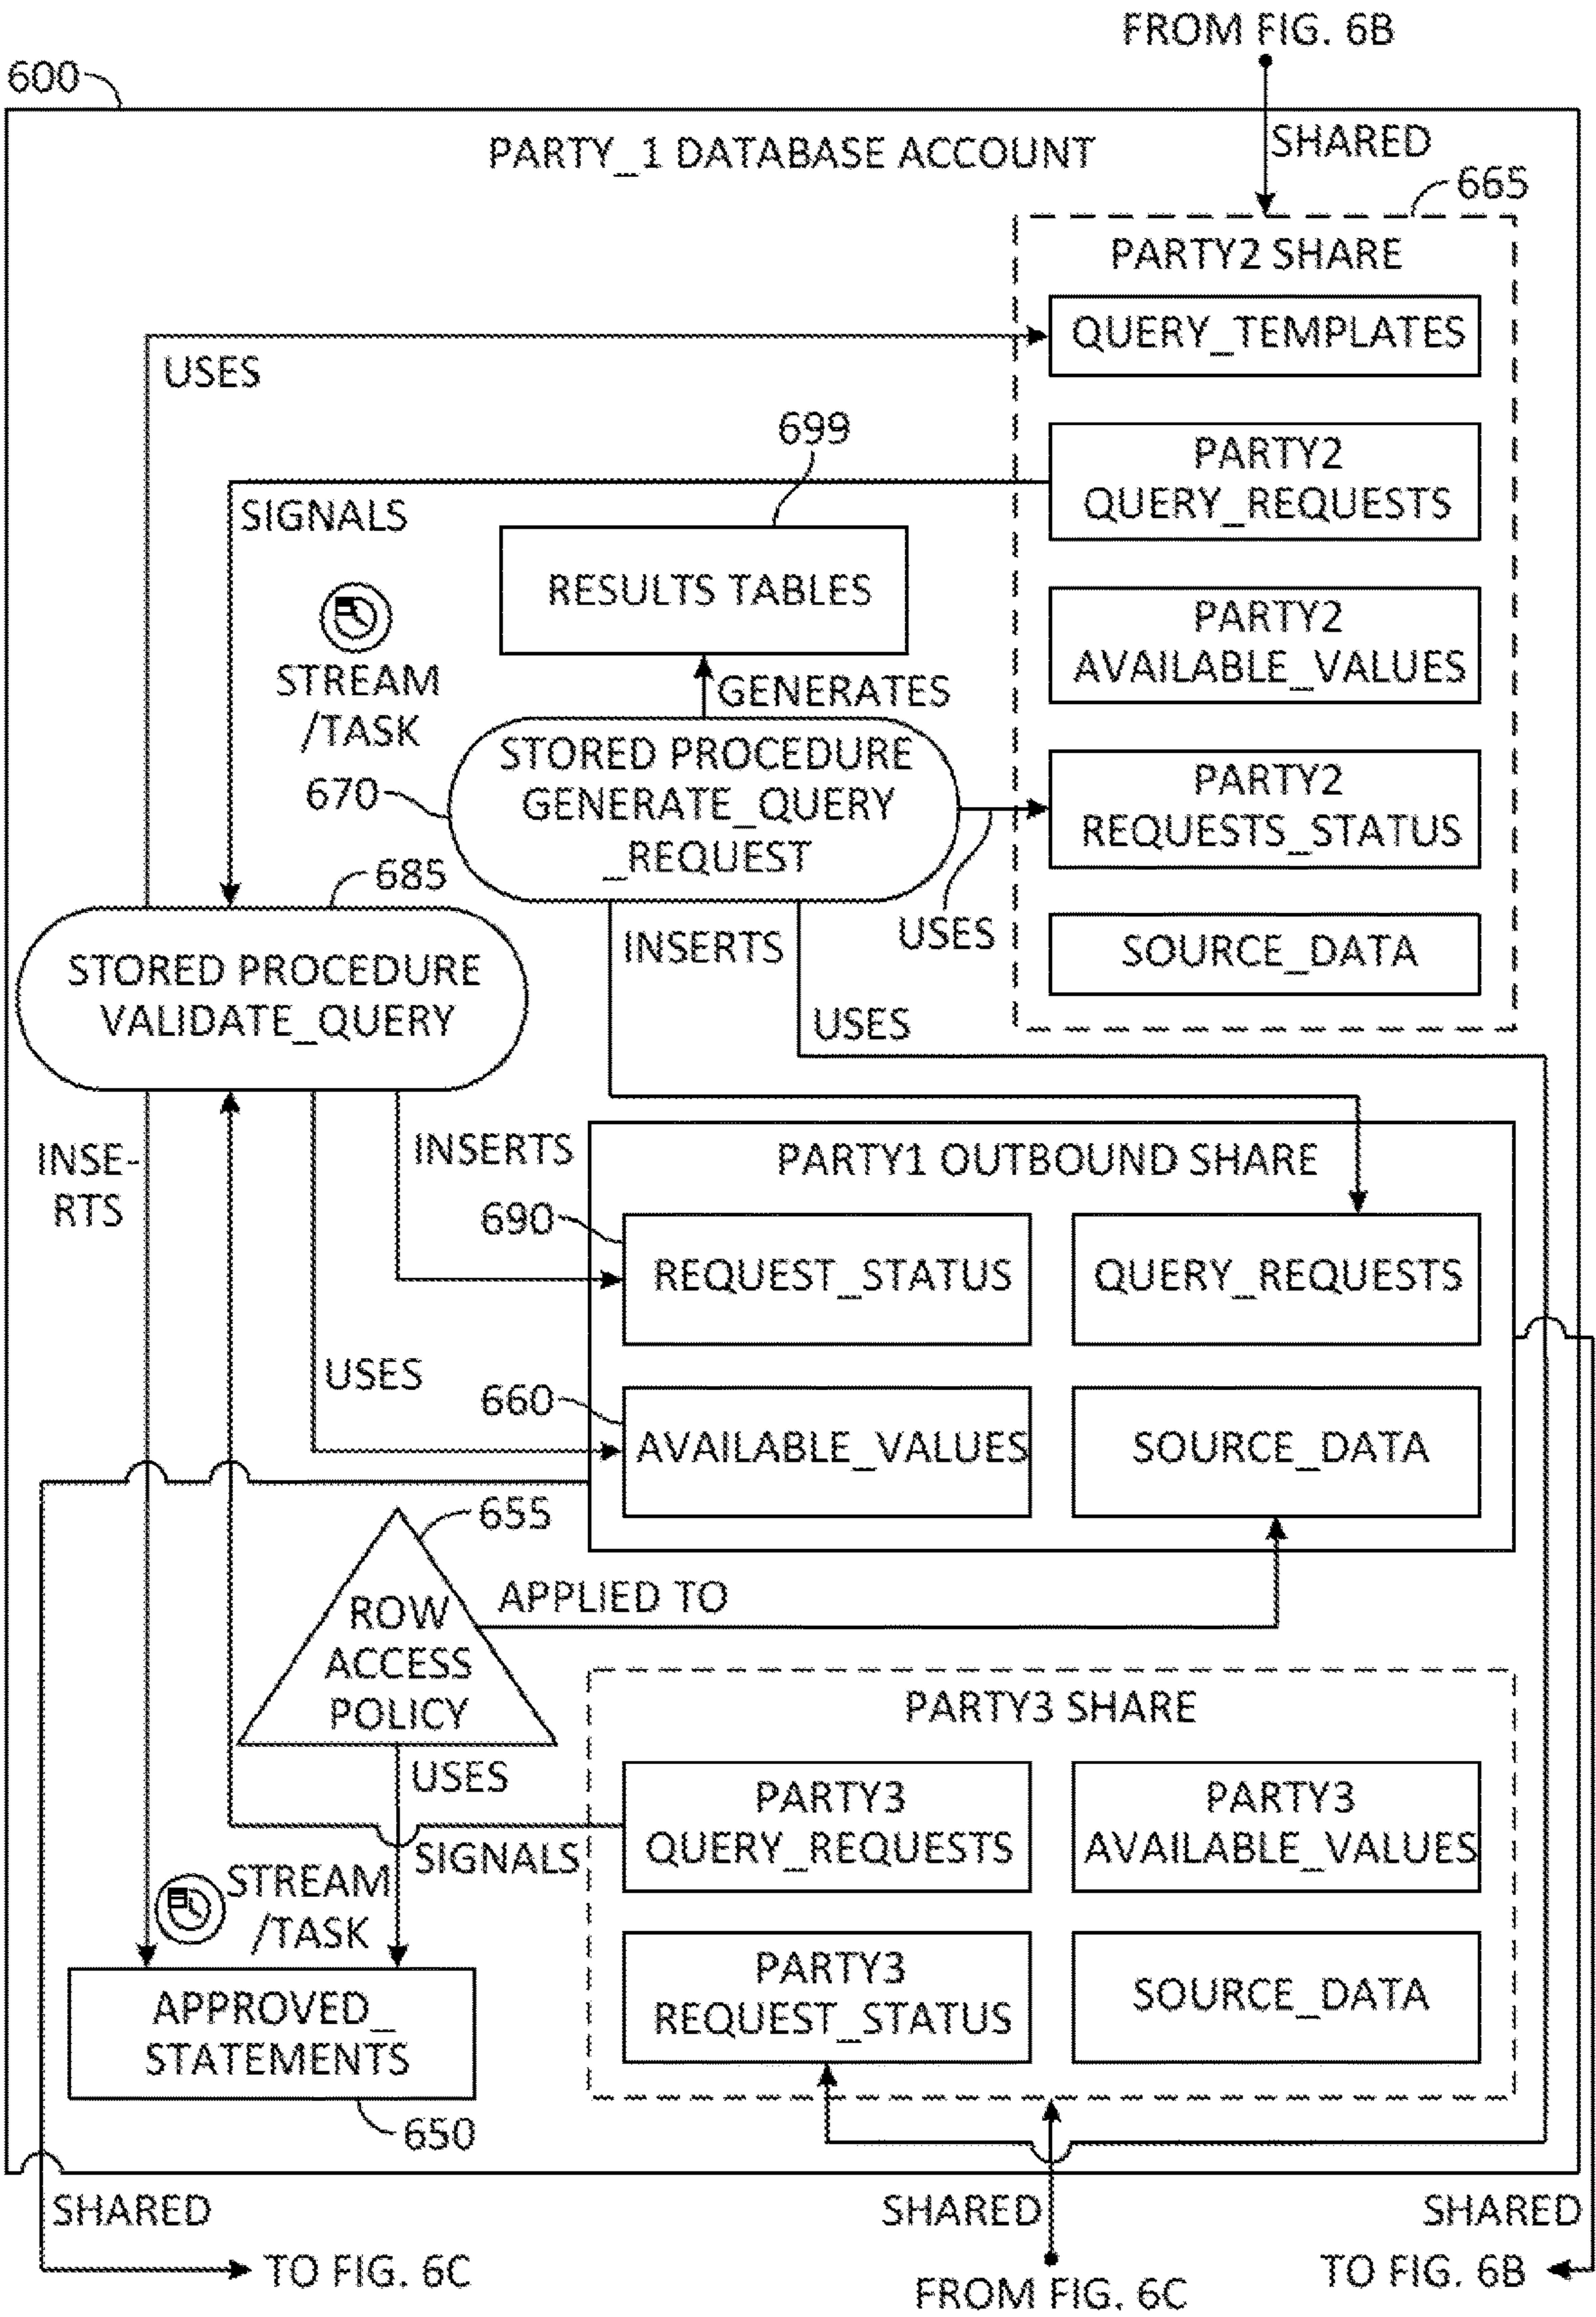 FROM FIG. 6B
600
PARTY_1 DATABASE ACCOUNT
SHARED
665
PARTY2 SHARE
QUERY_TEMPLATES
USES
699
PARTY2
QUERY_REQUESTS
SIGNALS
RESULTS TABLES
PARTY2
AVAILABLE_VALUES
STREAM
/TASK
GENERATES
STORED PROCEDURE
GENERATE_QUERY
_REQUEST
670
PARTY2
REQUESTS_STATUS
USES
685
INSERTS
SOURCE_DATA
STORED PROCEDURE
VALIDATE_QUERY
USES
INSE-
RTS
INSERTS
PARTY1 OUTBOUND SHARE
690
REQUEST_STATUS
QUERY_REQUESTS
USES
660
AVAILABLE_VALUES
SOURCE_DATA
655
ROW
ACCESS
POLICY
APPLIED TO
PARTY3 SHARE
USES
PARTY3
QUERY_REQUESTS
PARTY3
AVAILABLE_VALUES
SIGNALS
STREAM
/TASK
PARTY3
REQUEST_STATUS
SOURCE_DATA
APPROVED_
STATEMENTS
650
SHARED
SHARED
SHARED
TO FIG. 6C
FROM FIG. 6C
TO FIG. 6B